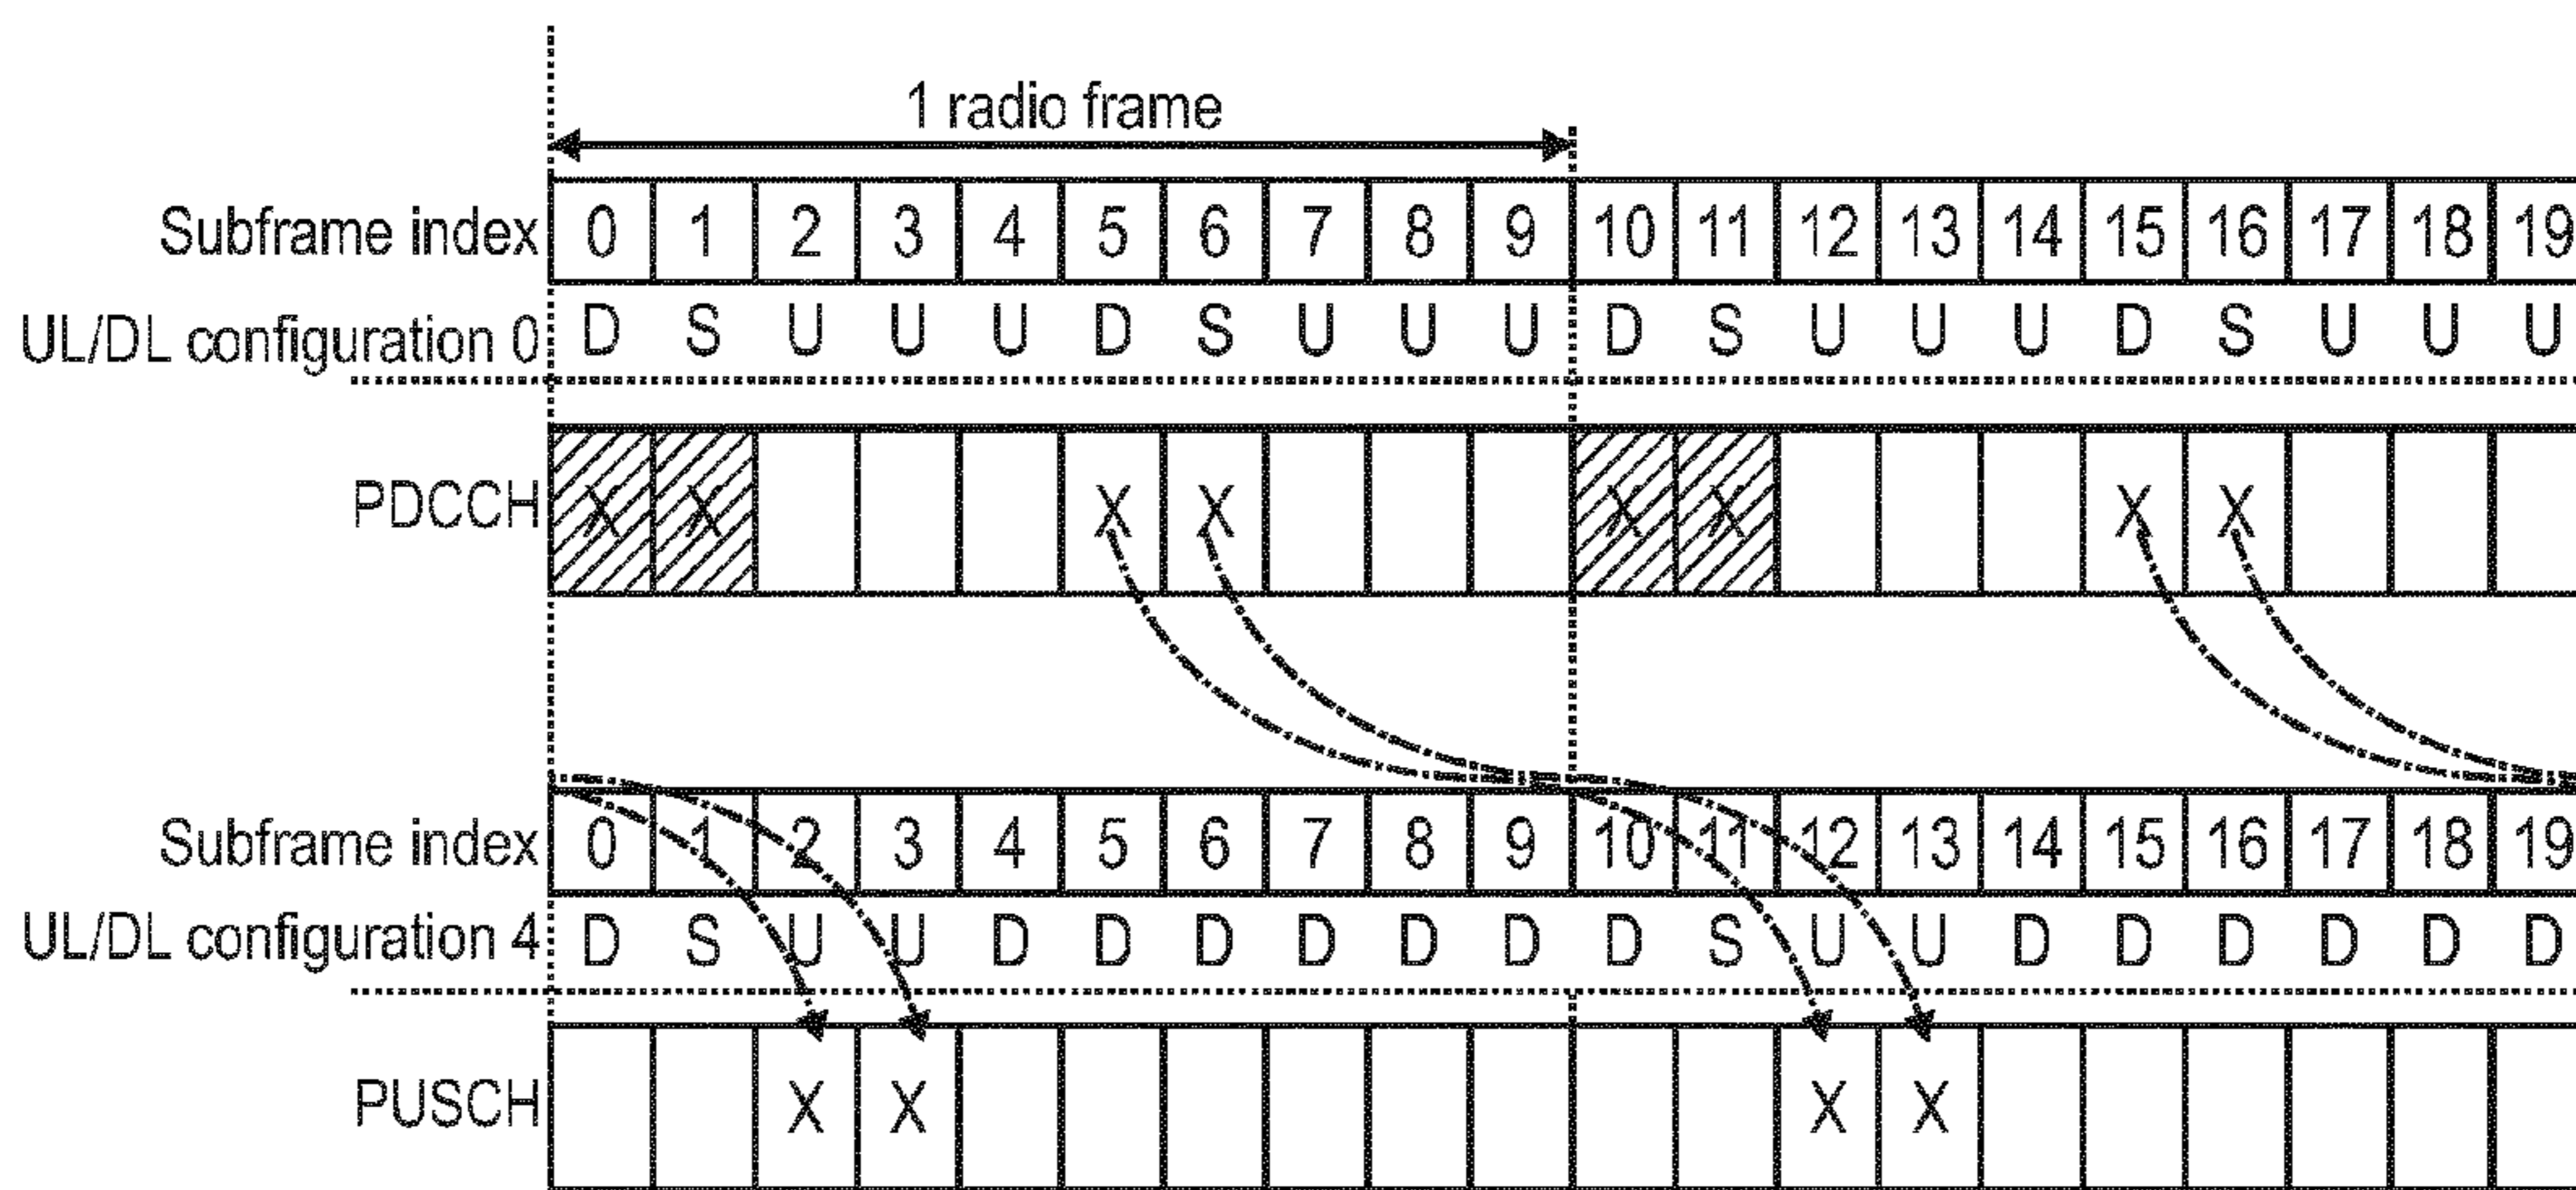 1 radio frame
Subframe index 0 1 2 3 4 5 6 7 8 9 10 11 12 13 14 15 16 17 18 19
UL/DL configuration 0 D S U U U D S U U U D S U U U D S U U U
PDCCH X X X X X X X X
Subframe index 0 1 2 3 4 5 6 7 8 9 10 11 12 13 14 15 16 17 18 19
UL/DL configuration 4 D S U U D D D D D D D S U U D D D D D D
PUSCH X X X X